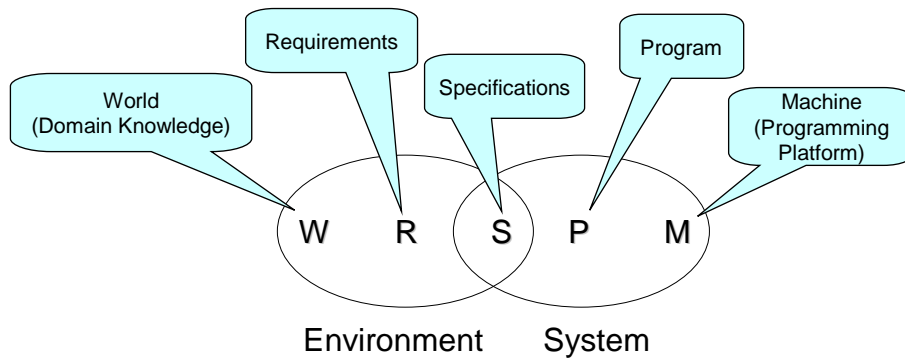 Requirements
Program
Specifications
World
(Domain Knowledge)
Machine
(Programming
Platform)
W R S P M
Environment System